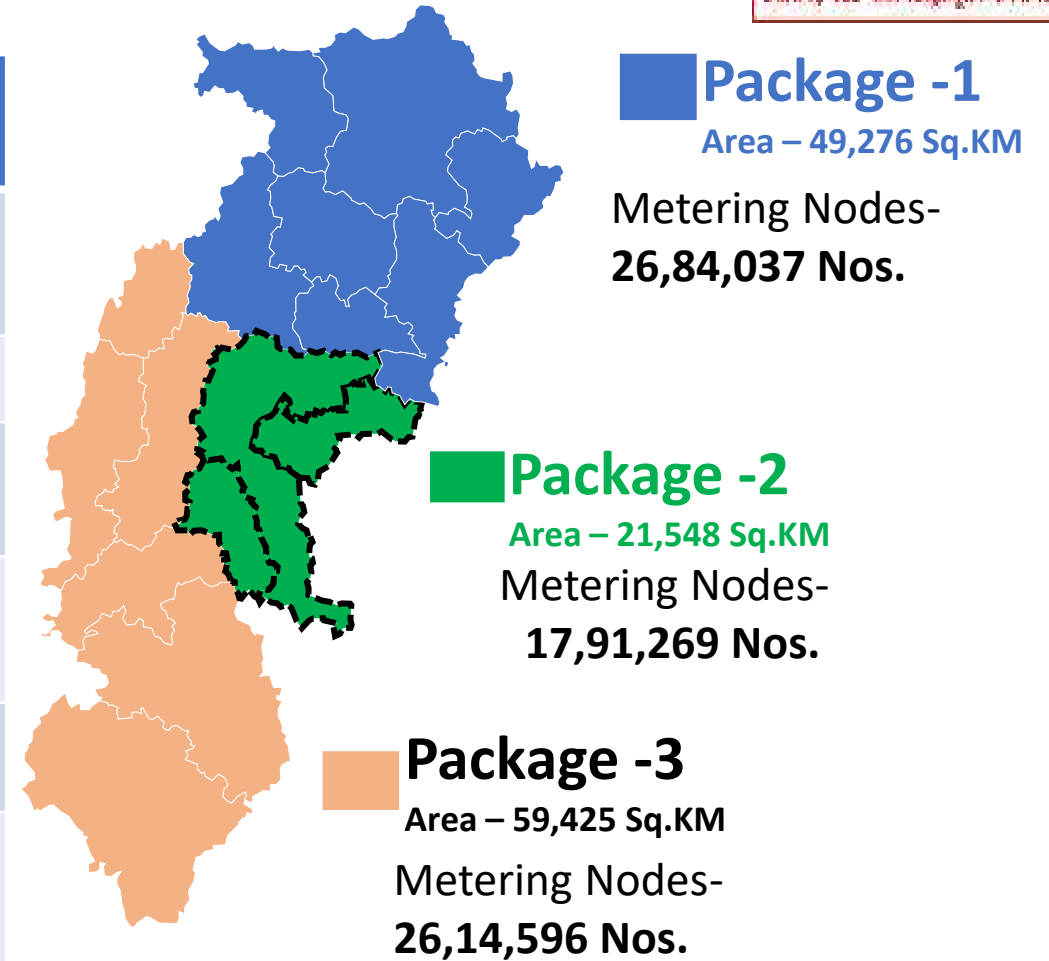 Package -1
Area – 49,276 Sq.KM
Metering Nodes-
26,84,037 Nos.
Package -2
Area – 21,548 Sq.KM
Metering Nodes-
17,91,269 Nos.
Package -3
Area – 59,425 Sq.KM
Metering Nodes-
26,14,596 Nos.